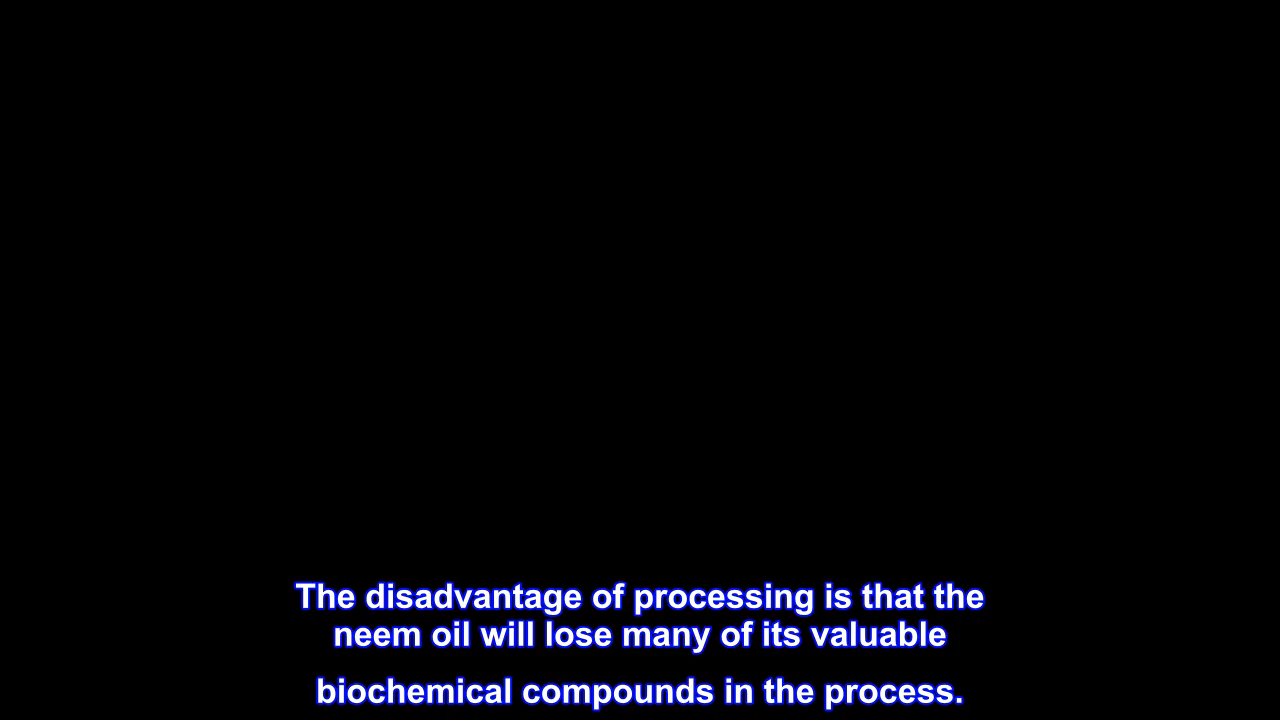 The disadvantage of processing is that the
neem oil will lose many of its valuable
biochemical compounds in the process.